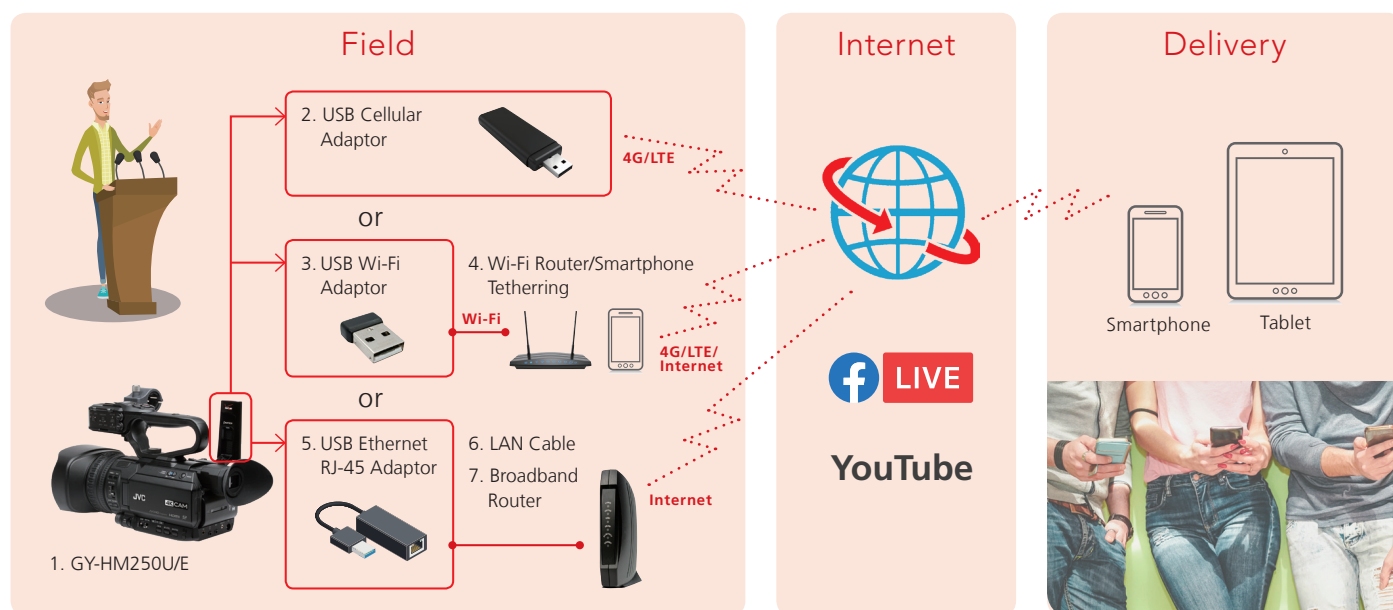 Field
2. USB Cellular
Adaptor
4G/LTE
or
3. USB Wi-Fi
Adaptor
Wi-Fi
4. Wi-Fi Router/Smartphone
Tetherring
4G/LTE/
Internet
or
5. USB Ethernet
RJ-45 Adaptor
6. LAN Cable
7. Broadband
Router
Internet
JVC
4K CAM
1. GY-HM250U/E
Internet
f LIVE
YouTube
Delivery
Smartphone
Tablet